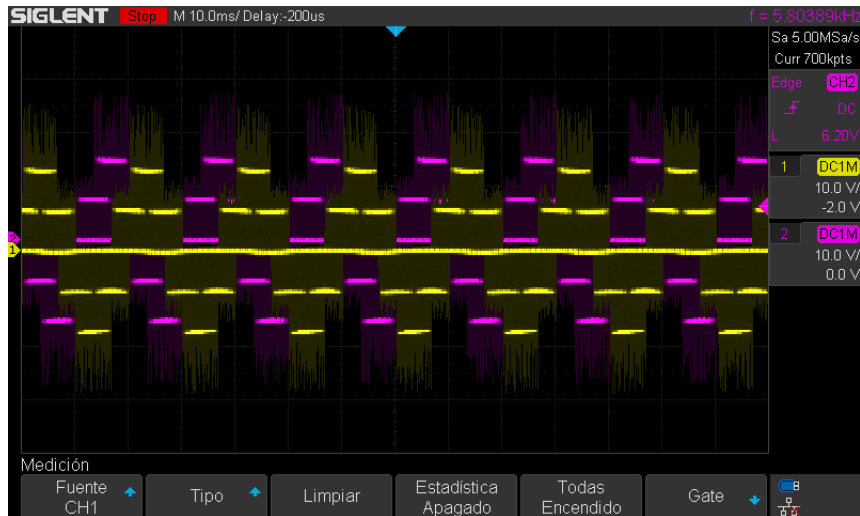 SIGLENT Stop M 10.0ms/ Delay:-200us f = 5.80389kHz
Sa 5.00MSa/s
Curr 700kpts
Edge CH2
DC
L 6.20V
1 DC1M
10.0 V/
-2.0 V
2 DC1M
10.0 V/
0.0 V
2
1
Medición
Fuente
CH1
Tipo
Limpiar
Estadística
Apagado
Todas
Encendido
Gate